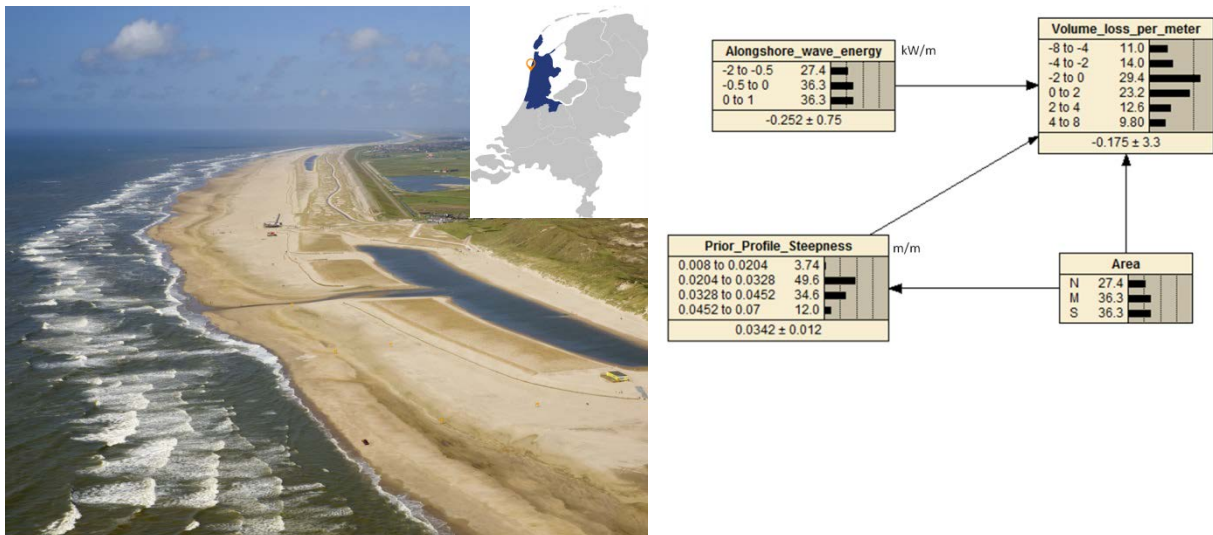 Alongshore_wave_energy
-2 to -0.5 27.4
-0.5 to 0 36.3
0 to 1 36.3
-0.252 ± 0.75
kW/m
Volume_loss_per_meter
-8 to -4 11.0
-4 to -2 14.0
-2 to 0 29.4
0 to 2 23.2
2 to 4 12.6
4 to 8 9.80
-0.175 ± 3.3
Prior_Profile_Steepness
0.008 to 0.0204 3.74
0.0204 to 0.0328 49.6
0.0328 to 0.0452 34.6
0.0452 to 0.07 12.0
0.0342 ± 0.012
m/m
Area
N 27.4
M 36.3
S 36.3